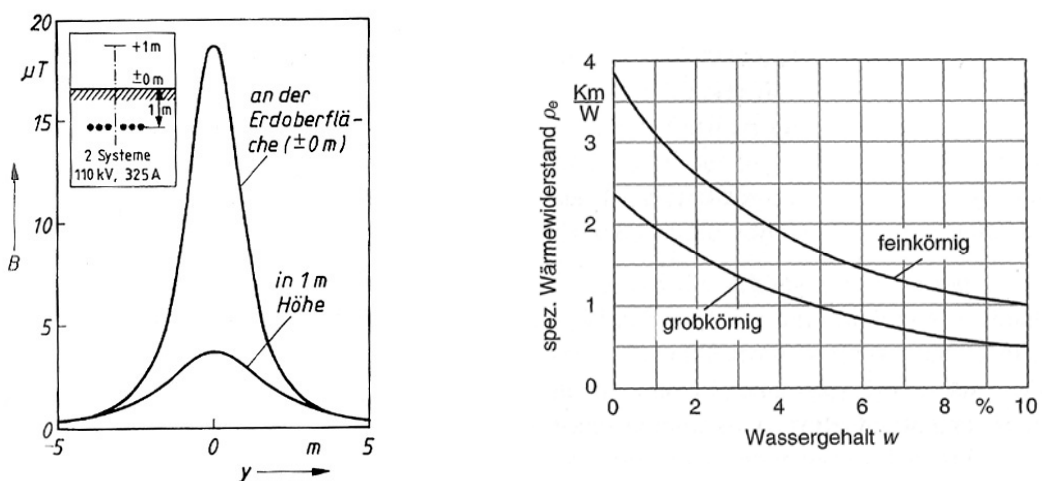 20
μT
15
10
B
5
0
-5
0
m
5
y
+1m
±0m
1 m
2 Systeme
110 kV, 325A
an der
Erdoberflä-
che (±0 m)
in 1 m
Höhe
4
Km
W
3
2
1
0
spez. Wärmewiderstand ρe
feinkörnig
grobkörnig
0
2
4
6
8
%
10
Wassergehalt w